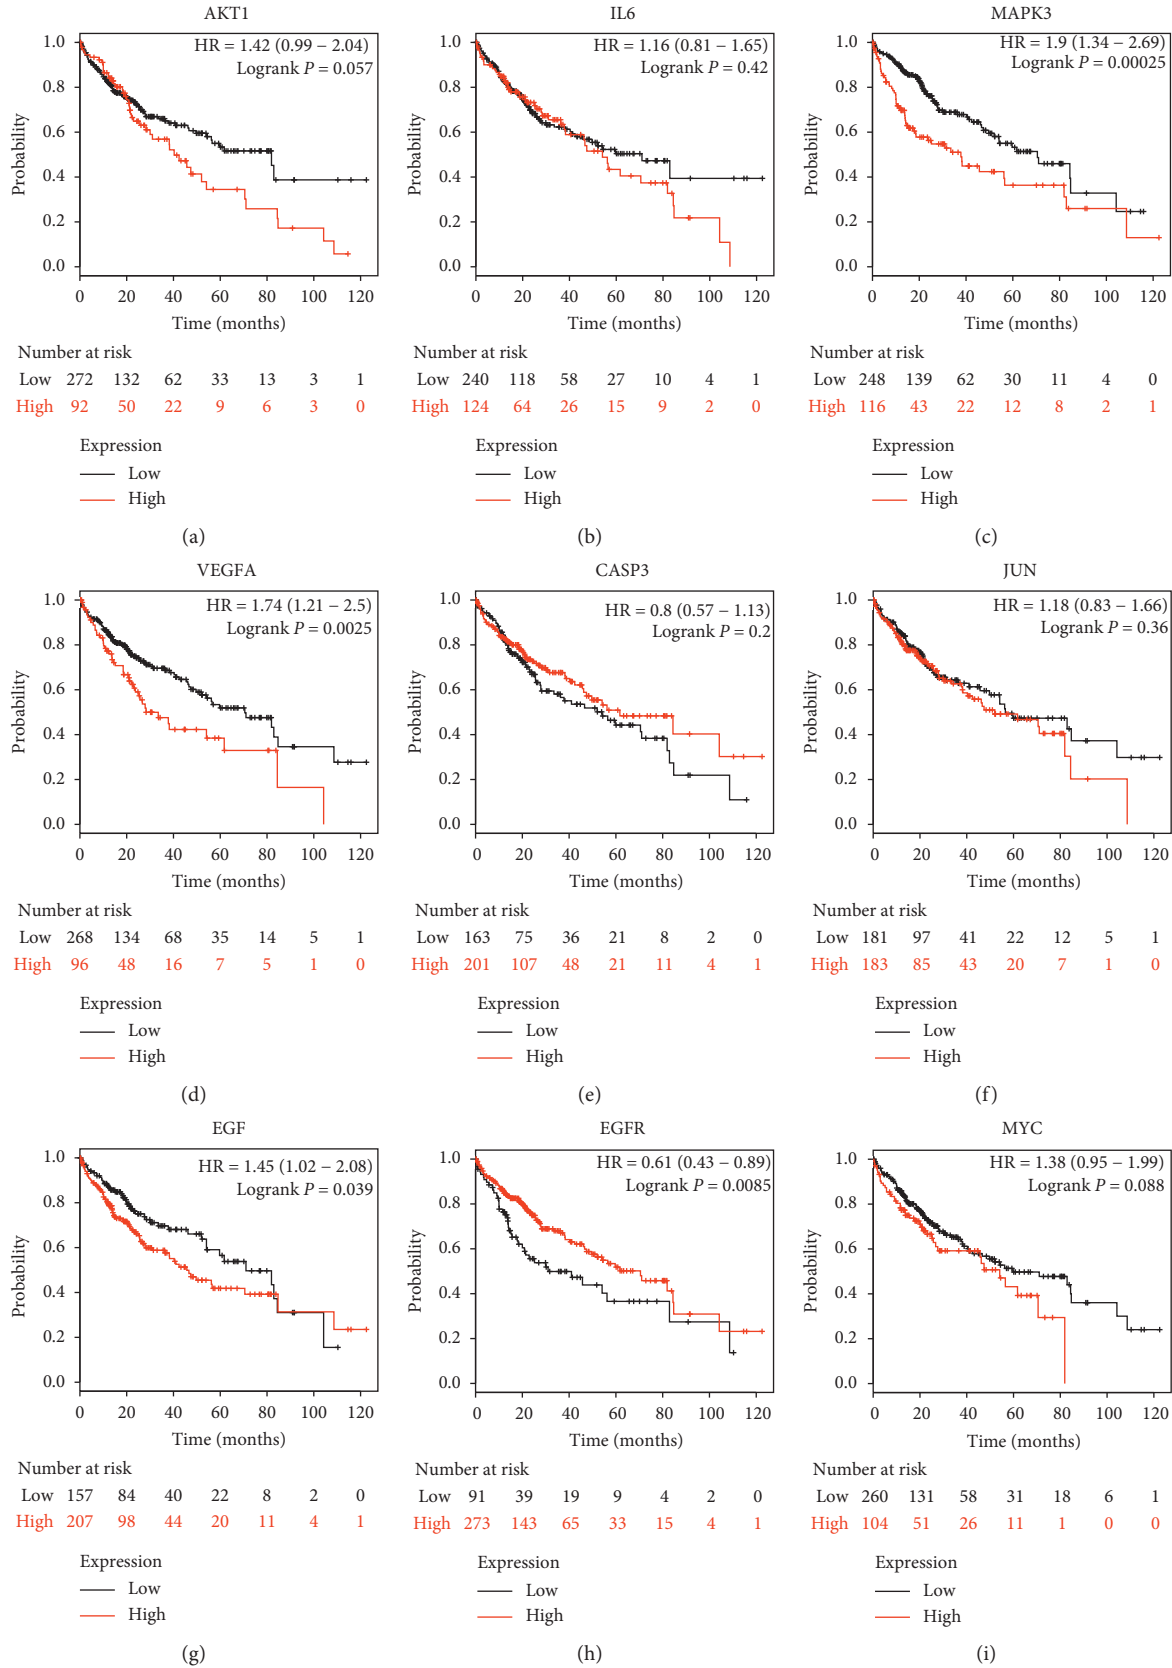 AKT1
HR = 1.42 (0.99 − 2.04)
Logrank P = 0.057
1.0
0.8
0.6
0.4
0.2
0.0
Probability
0 20 40 60 80 100 120
Time (months)
Number at risk
Low 272 132 62 33 13 3 1
High 92 50 22 9 6 3 0
Expression
Low
High
(a)
IL6
HR = 1.16 (0.81 − 1.65)
Logrank P = 0.42
1.0
0.8
0.6
0.4
0.2
0.0
Probability
0 20 40 60 80 100 120
Time (months)
Number at risk
Low 240 118 58 27 10 4 1
High 124 64 26 15 9 2 0
Expression
Low
High
(b)
MAPK3
HR = 1.9 (1.34 − 2.69)
Logrank P = 0.00025
1.0
0.8
0.6
0.4
0.2
0.0
Probability
0 20 40 60 80 100 120
Time (months)
Number at risk
Low 248 139 62 30 11 4 0
High 116 43 22 12 8 2 1
Expression
Low
High
(c)
VEGFA
HR = 1.74 (1.21 − 2.5)
Logrank P = 0.0025
1.0
0.8
0.6
0.4
0.2
0.0
Probability
0 20 40 60 80 100 120
Time (months)
Number at risk
Low 268 134 68 35 14 5 1
High 96 48 16 7 5 1 0
Expression
Low
High
(d)
CASP3
HR = 0.8 (0.57 − 1.13)
Logrank P = 0.2
1.0
0.8
0.6
0.4
0.2
0.0
Probability
0 20 40 60 80 100 120
Time (months)
Number at risk
Low 163 75 36 21 8 2 0
High 201 107 48 21 11 4 1
Expression
Low
High
(e)
JUN
HR = 1.18 (0.83 − 1.66)
Logrank P = 0.36
1.0
0.8
0.6
0.4
0.2
0.0
Probability
0 20 40 60 80 100 120
Time (months)
Number at risk
Low 181 97 41 22 12 5 1
High 183 85 43 20 7 1 0
Expression
Low
High
(f)
EGF
HR = 1.45 (1.02 − 2.08)
Logrank P = 0.039
1.0
0.8
0.6
0.4
0.2
0.0
Probability
0 20 40 60 80 100 120
Time (months)
Number at risk
Low 157 84 40 22 8 2 0
High 207 98 44 20 11 4 1
Expression
Low
High
(g)
EGFR
HR = 0.61 (0.43 − 0.89)
Logrank P = 0.0085
1.0
0.8
0.6
0.4
0.2
0.0
Probability
0 20 40 60 80 100 120
Time (months)
Number at risk
Low 91 39 19 9 4 2 0
High 273 143 65 33 15 4 1
Expression
Low
High
(h)
MYC
HR = 1.38 (0.95 − 1.99)
Logrank P = 0.088
1.0
0.8
0.6
0.4
0.2
0.0
Probability
0 20 40 60 80 100 120
Time (months)
Number at risk
Low 260 131 58 31 18 6 1
High 104 51 26 11 1 0 0
Expression
Low
High
(i)